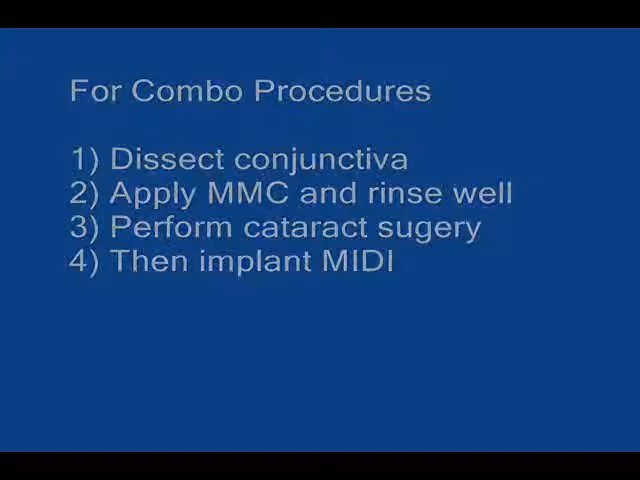 For Combo Procedures
1) Dissect conjunctiva
2) Apply MMC and rinse well
3) Perform cataract sugery
4) Then implant MIDI